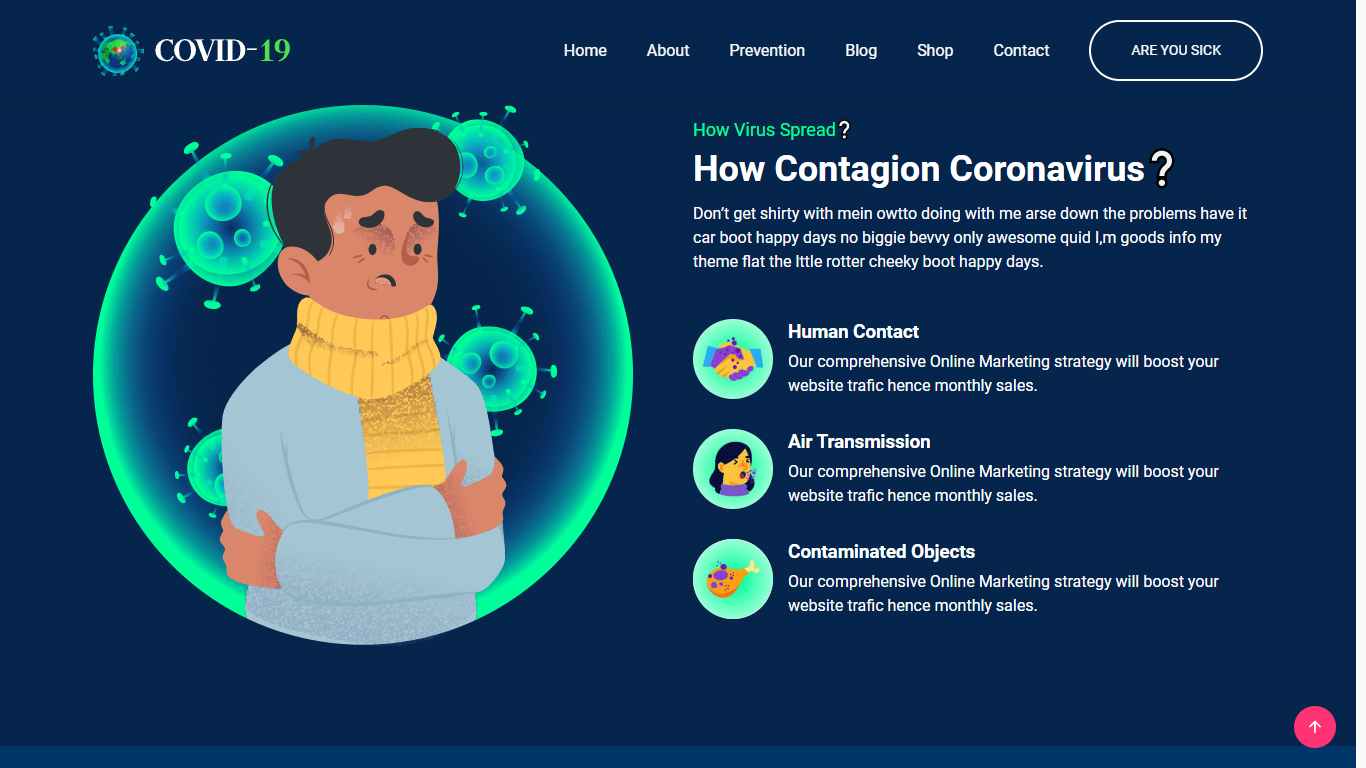 COVID-19
Home About Prevention Blog Shop Contact ARE YOU SICK
How Virus Spread?
How Contagion Coronavirus?
Don’t get shirty with mein owtto doing with me arse down the problems have it
car boot happy days no biggie bevvy only awesome quid I,m goods info my
theme flat the lttle rotter cheeky boot happy days.
Human Contact
Our comprehensive Online Marketing strategy will boost your
website trafic hence monthly sales.
Air Transmission
Our comprehensive Online Marketing strategy will boost your
website trafic hence monthly sales.
Contaminated Objects
Our comprehensive Online Marketing strategy will boost your
website trafic hence monthly sales.